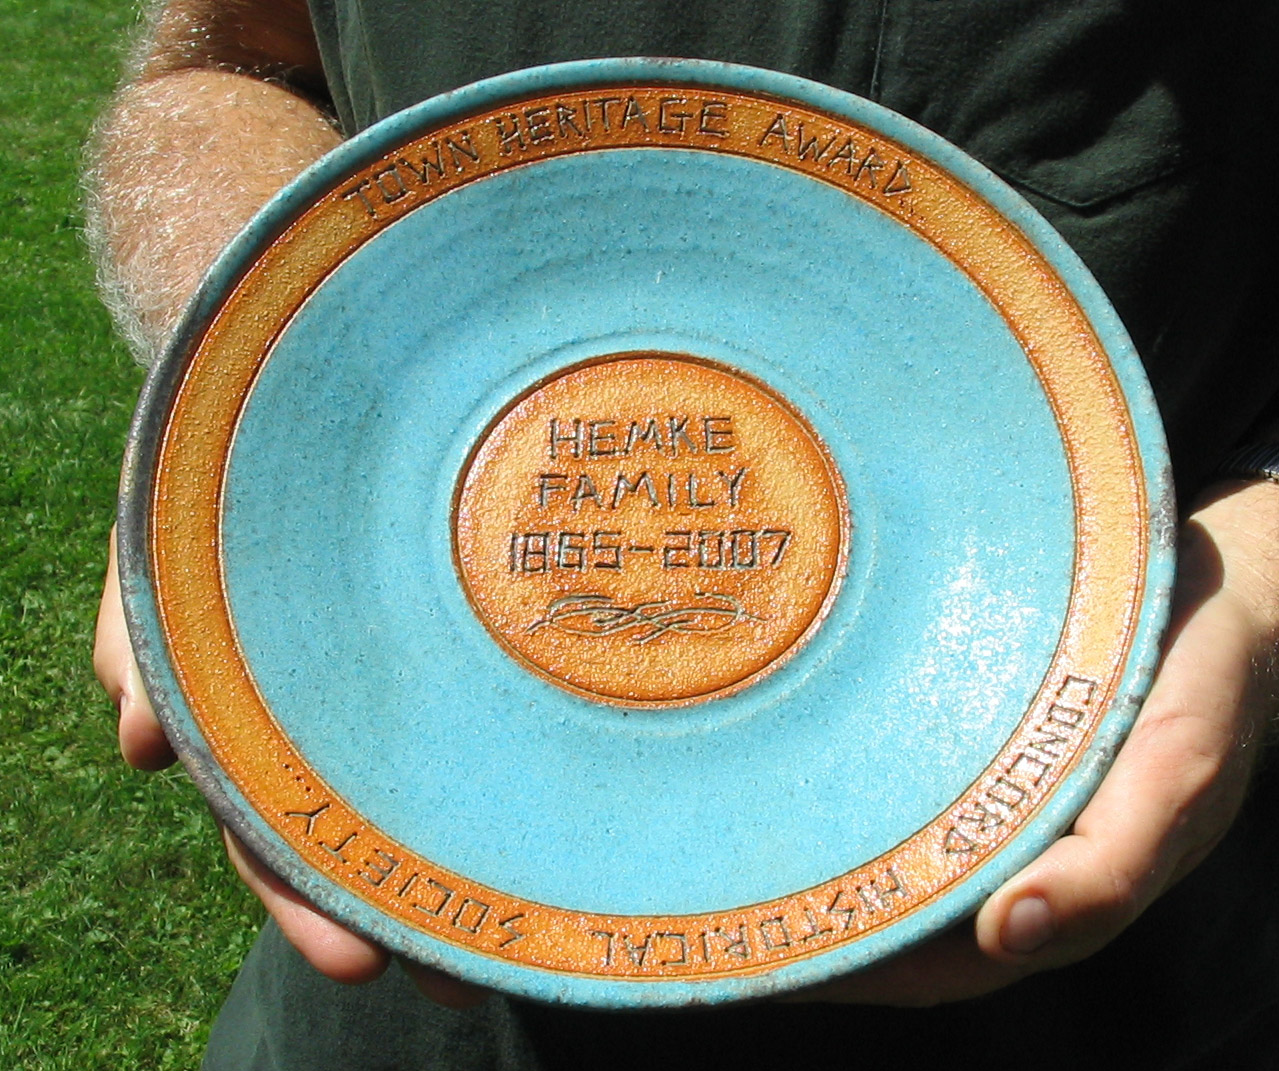 TOWN HERITAGE AWARD...
HEMKE
FAMILY
1865-2007
CONCORD HISTORICAL SOCIETY...